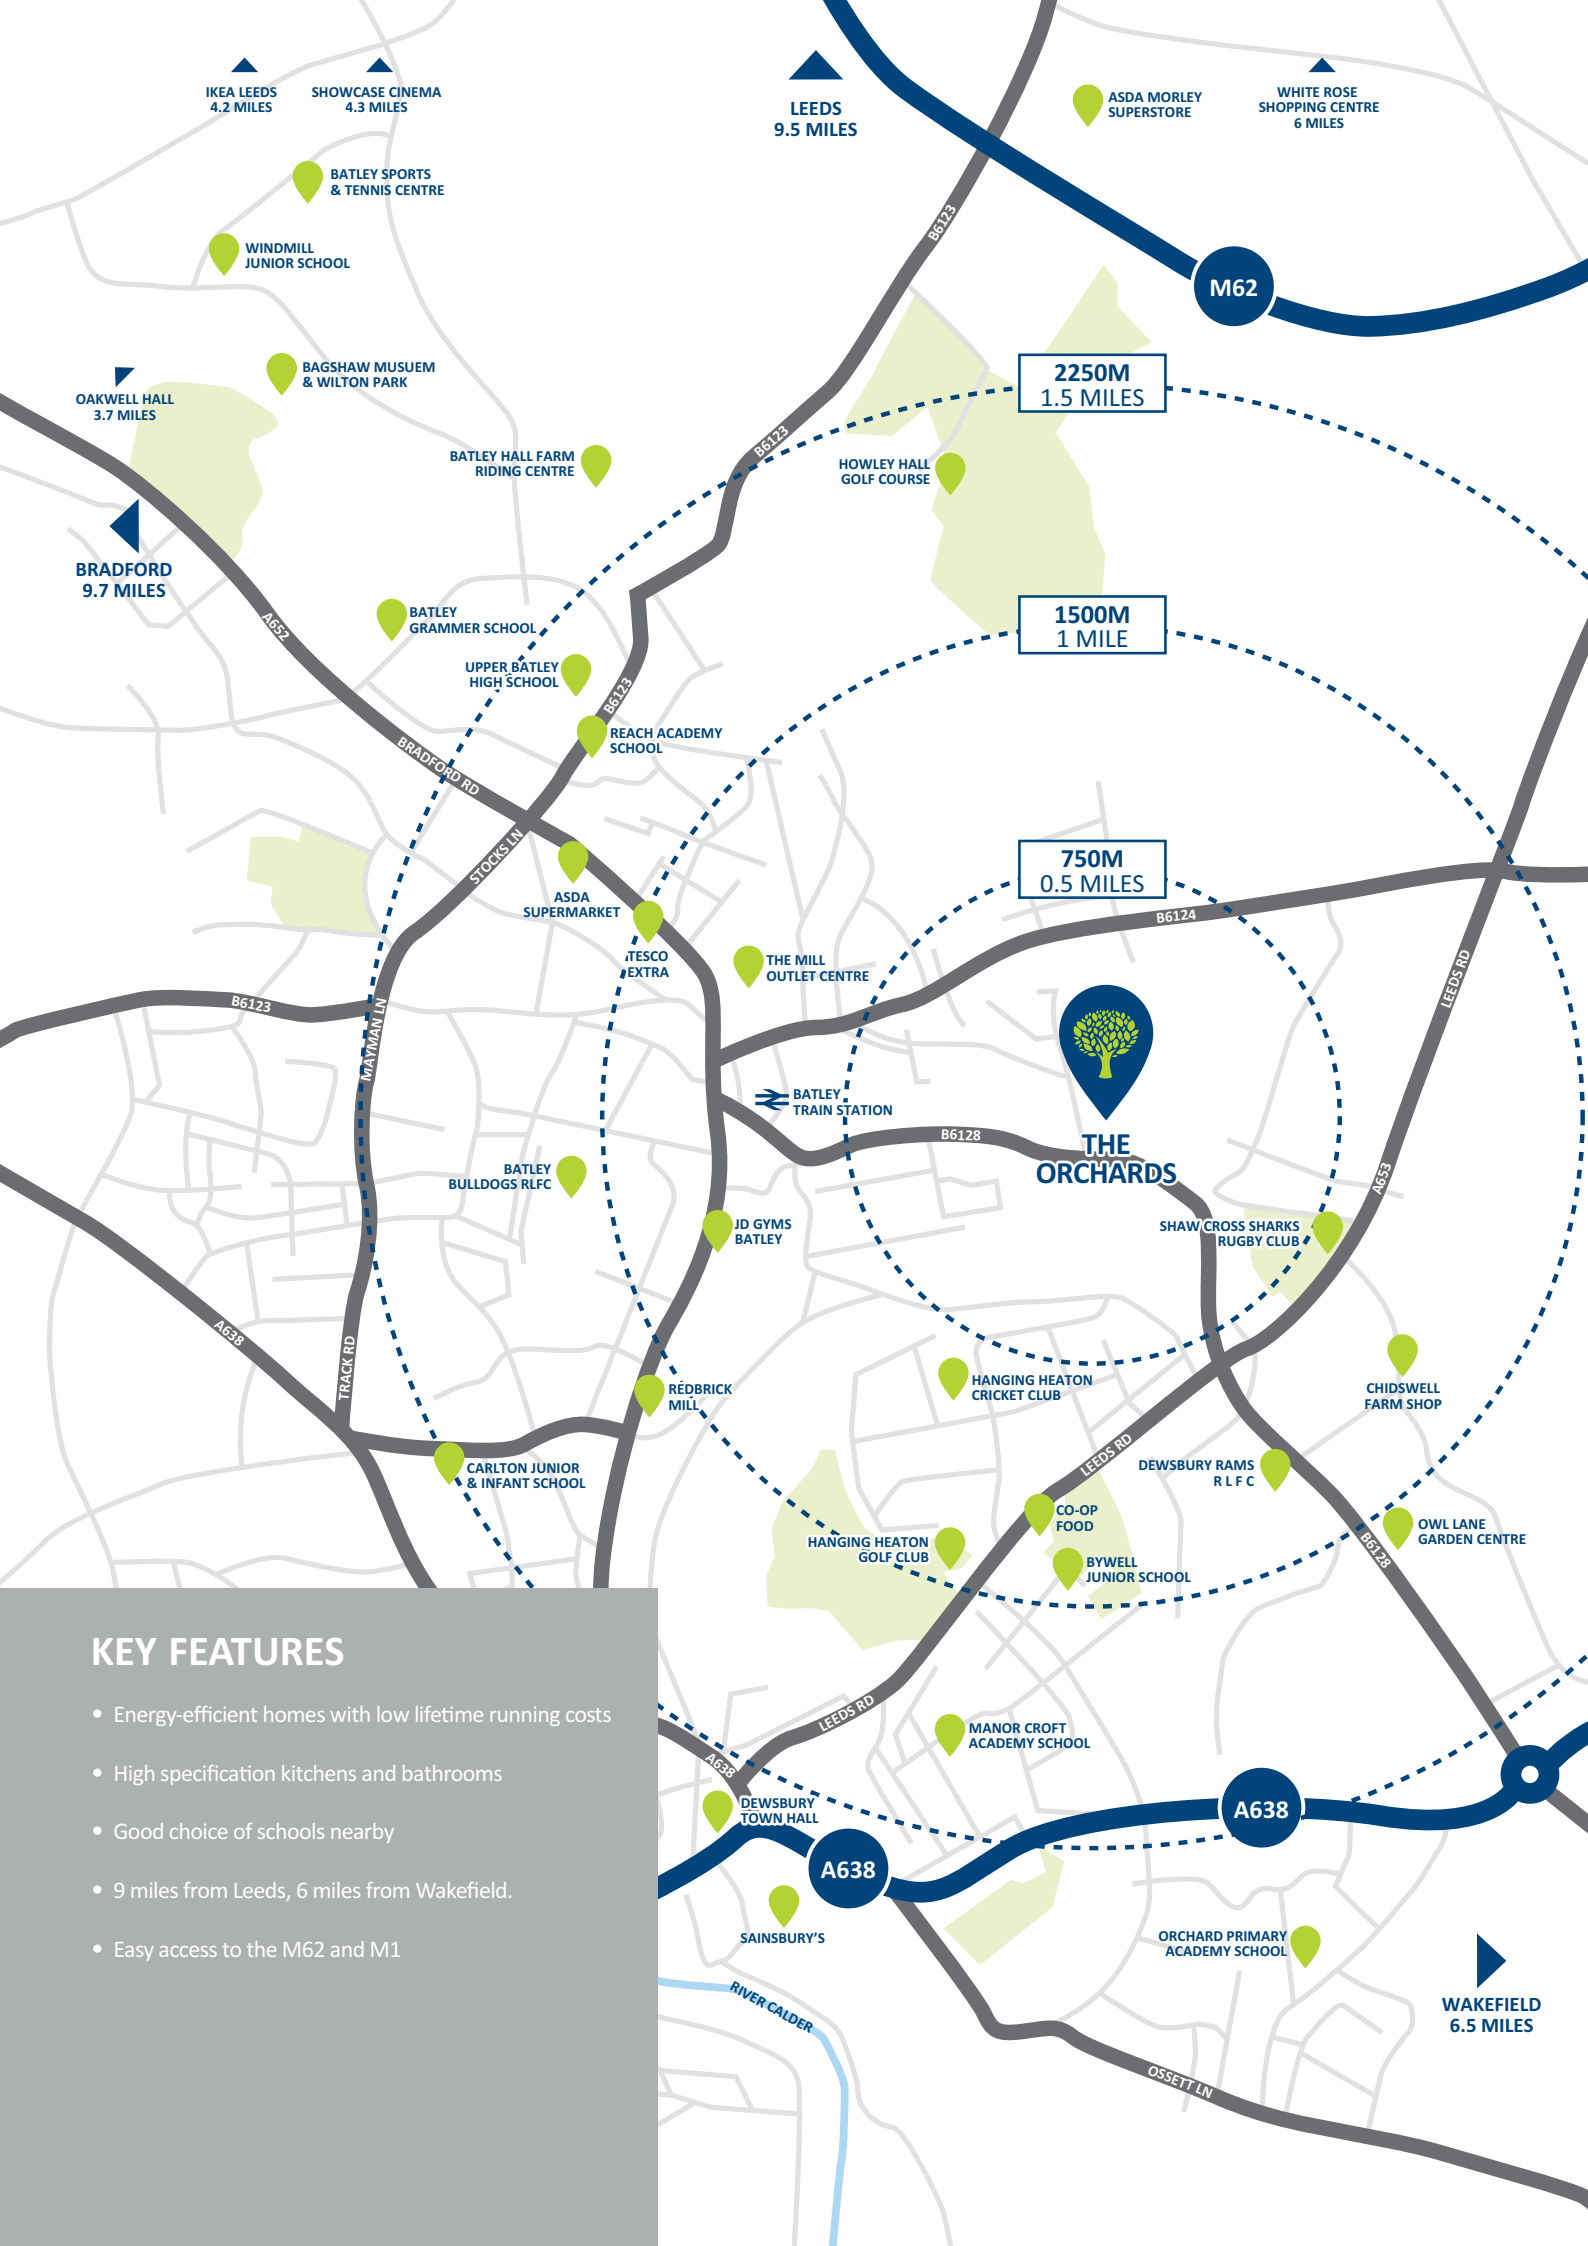 IKEA LEEDS
4.2 MILES
SHOWCASE CINEMA
4.3 MILES
LEEDS
9.5 MILES
ASDA MORLEY
SUPERSTORE
WHITE ROSE
SHOPPING CENTRE
6 MILES
BATLEY SPORTS
& TENNIS CENTRE
B6123
WINDMILL
JUNIOR SCHOOL
M62
BAGSHAW MUSUEM
& WILTON PARK
2250M
1.5 MILES
OAKWELL HALL
3.7 MILES
B6123
BATLEY HALL FARM
RIDING CENTRE
HOWLEY HALL
GOLF COURSE
BRADFORD
9.7 MILES
A652
BATLEY
GRAMMER SCHOOL
1500M
1 MILE
UPPER BATLEY
HIGH SCHOOL
B6123
REACH ACADEMY
SCHOOL
BRADFORD RD
STOCKS LN
750M
0.5 MILES
ASDA
SUPERMARKET
B6124
TESCO
EXTRA
THE MILL
OUTLET CENTRE
LEEDS RD
B6123
MAYMAN LN
BATLEY
TRAIN STATION
B6128
THE
ORCHARDS
BATLEY
BULLDOGS RLFC
A653
JD GYMS
BATLEY
SHAW CROSS SHARKS
RUGBY CLUB
A638
TRACK RD
REDBRICK
MILL
HANGING HEATON
CRICKET CLUB
CHIDSWELL
FARM SHOP
LEEDS RD
CARLTON JUNIOR
& INFANT SCHOOL
DEWSBURY RAMS
R L F C
CO-OP
FOOD
OWL LANE
GARDEN CENTRE
HANGING HEATON
GOLF CLUB
B6128
BYWELL
JUNIOR SCHOOL
KEY FEATURES
• Energy-efficient homes with low lifetime running costs
• High specification kitchens and bathrooms
• Good choice of schools nearby
• 9 miles from Leeds, 6 miles from Wakefield.
• Easy access to the M62 and M1
LEEDS RD
MANOR CROFT
ACADEMY SCHOOL
A638
DEWSBURY
TOWN HALL
A638
A638
SAINSBURY'S
ORCHARD PRIMARY
ACADEMY SCHOOL
RIVER CALDER
WAKEFIELD
6.5 MILES
OSSETT LN